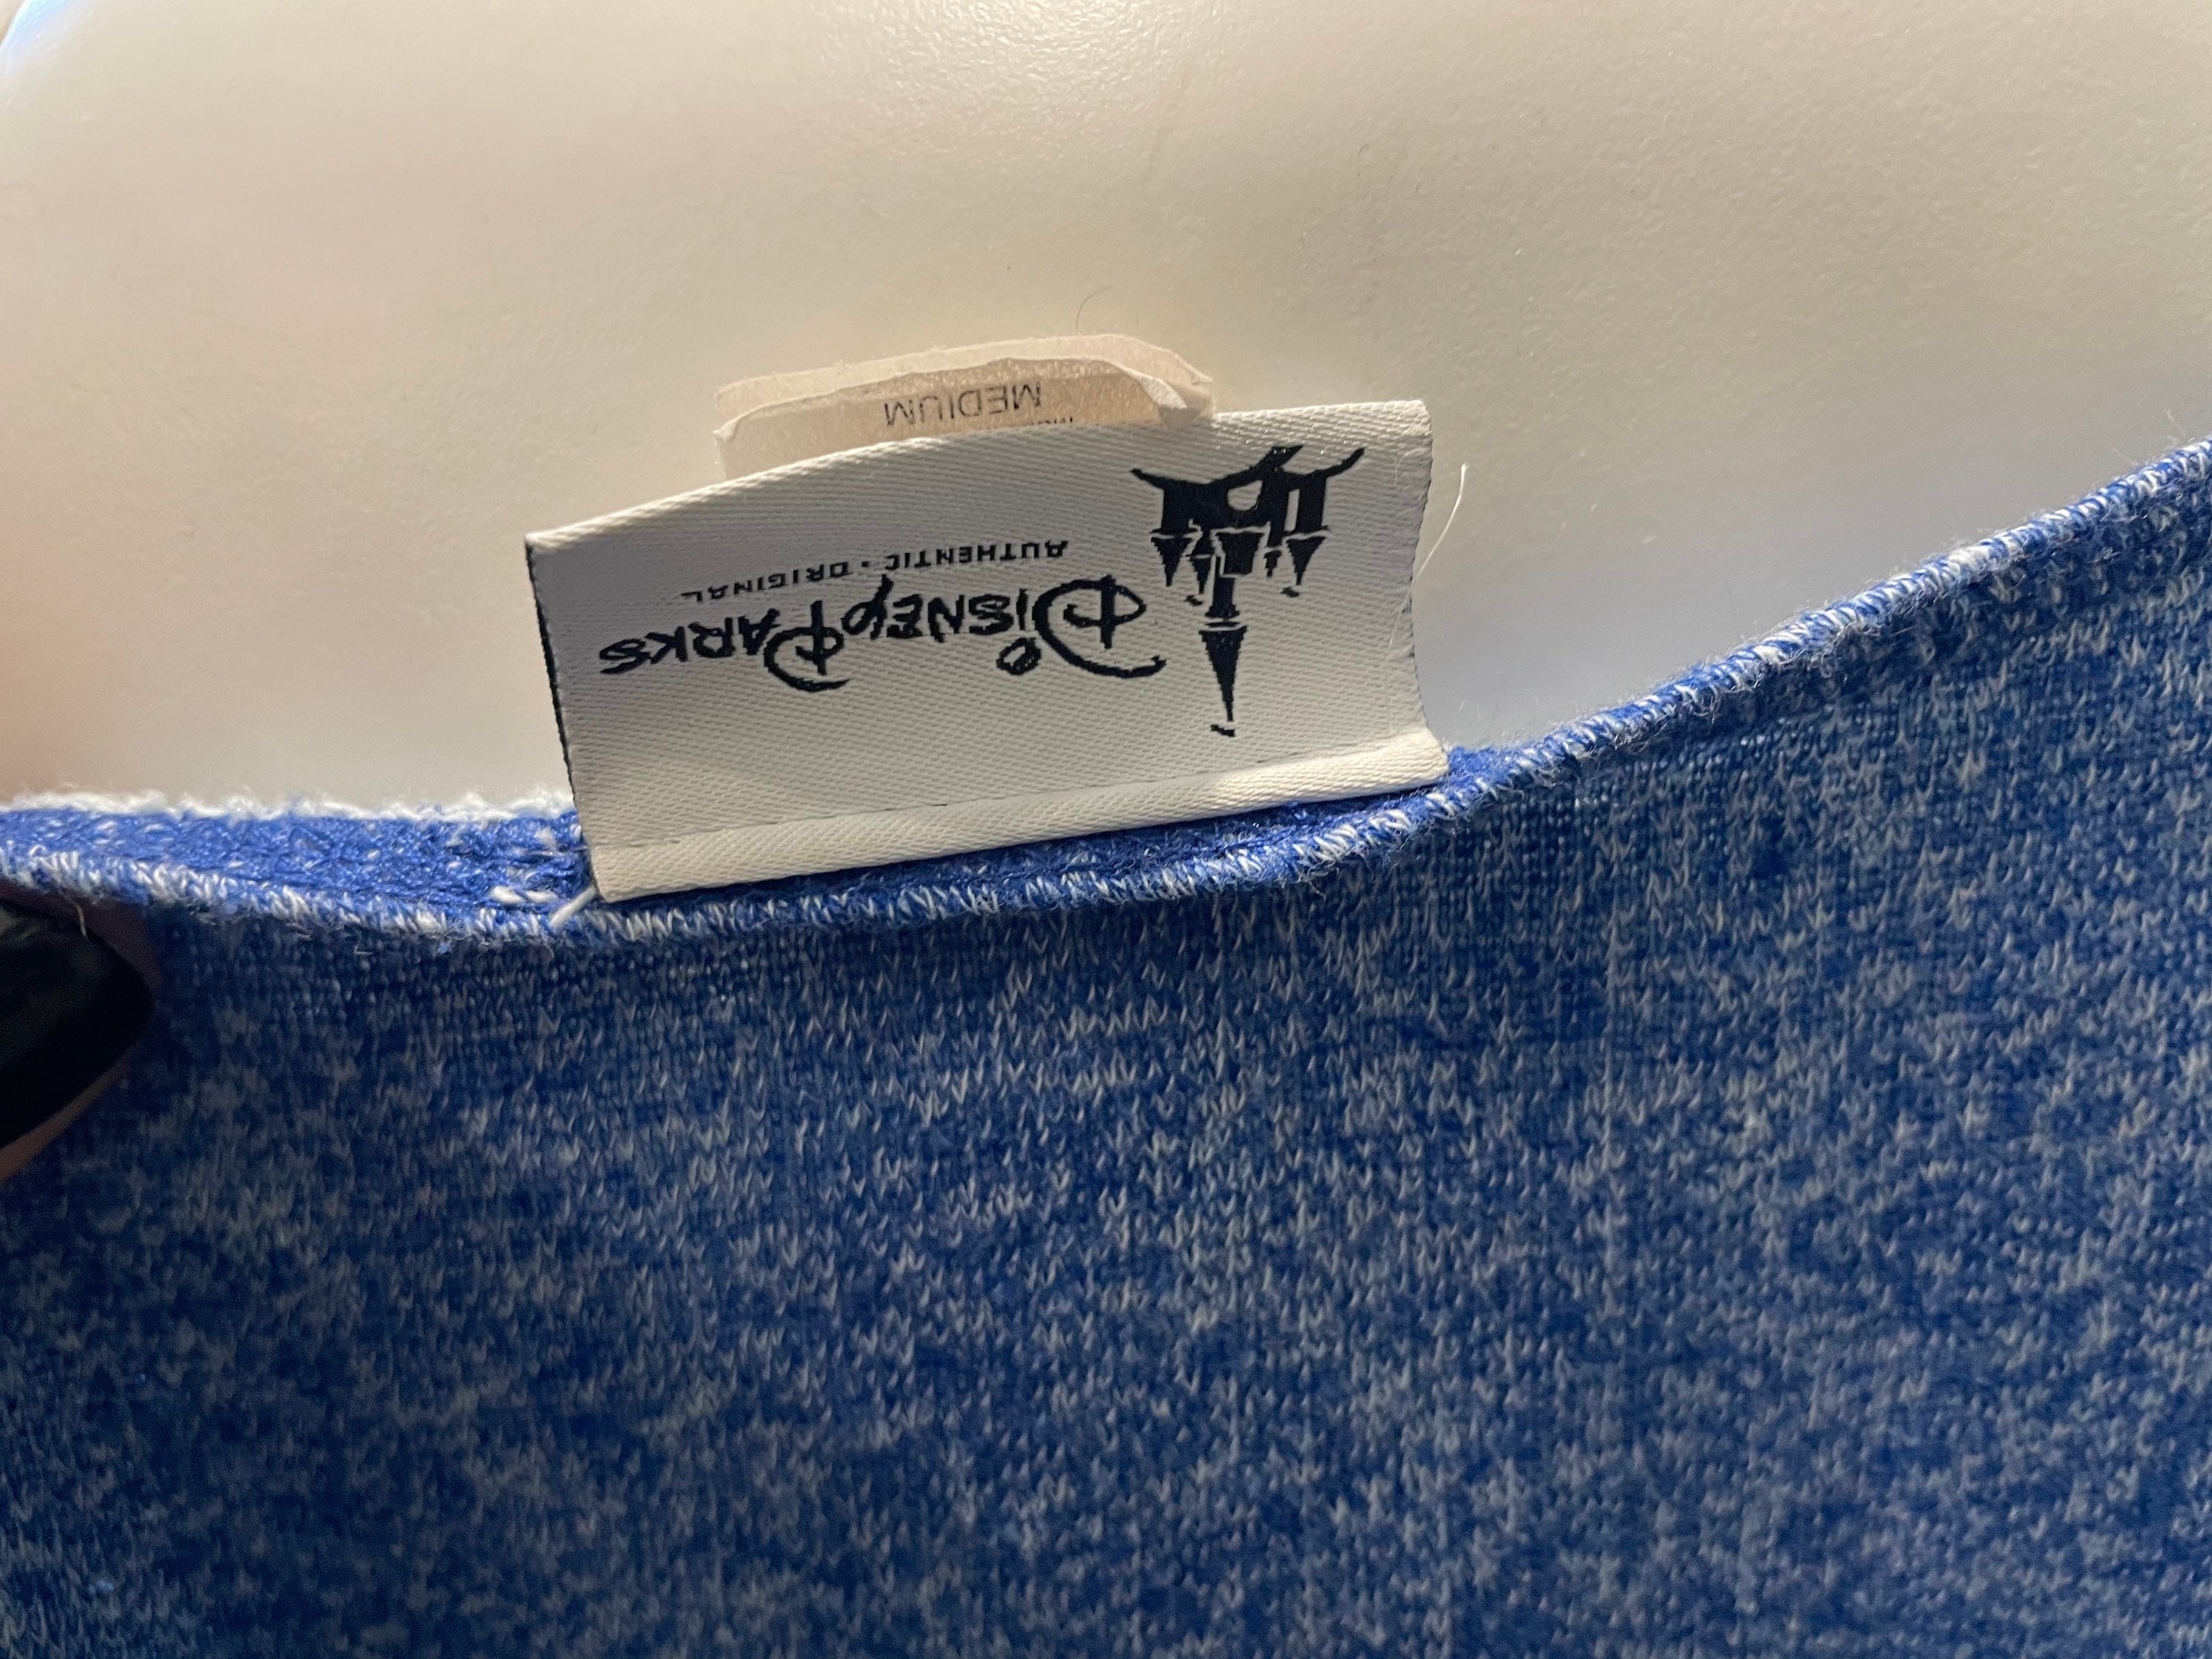 DISNEY PARKS
AUTHENTIC • ORIGINAL
MEDIUM